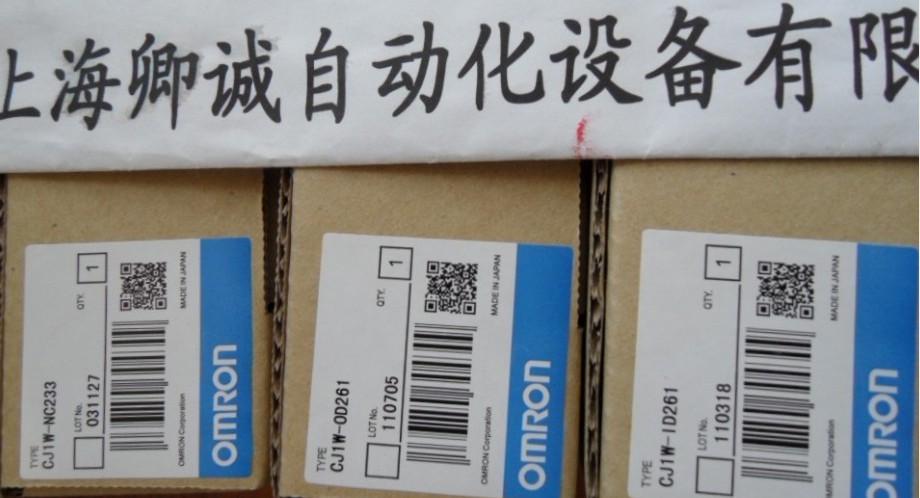 上海卿诚自动化设备有限
TYPE
CJ1W-NC233
LOT No.
031127
QTY.
1
OMRON Corporation
MADE IN JAPAN
OMRON
TYPE
CJ1W-OD261
LOT No.
110705
QTY.
1
OMRON Corporation
MADE IN JAPAN
OMRON
TYPE
CJ1W-ID261
LOT No.
110318
QTY.
1
OMRON Corporation
MADE IN JAPAN
OMRON